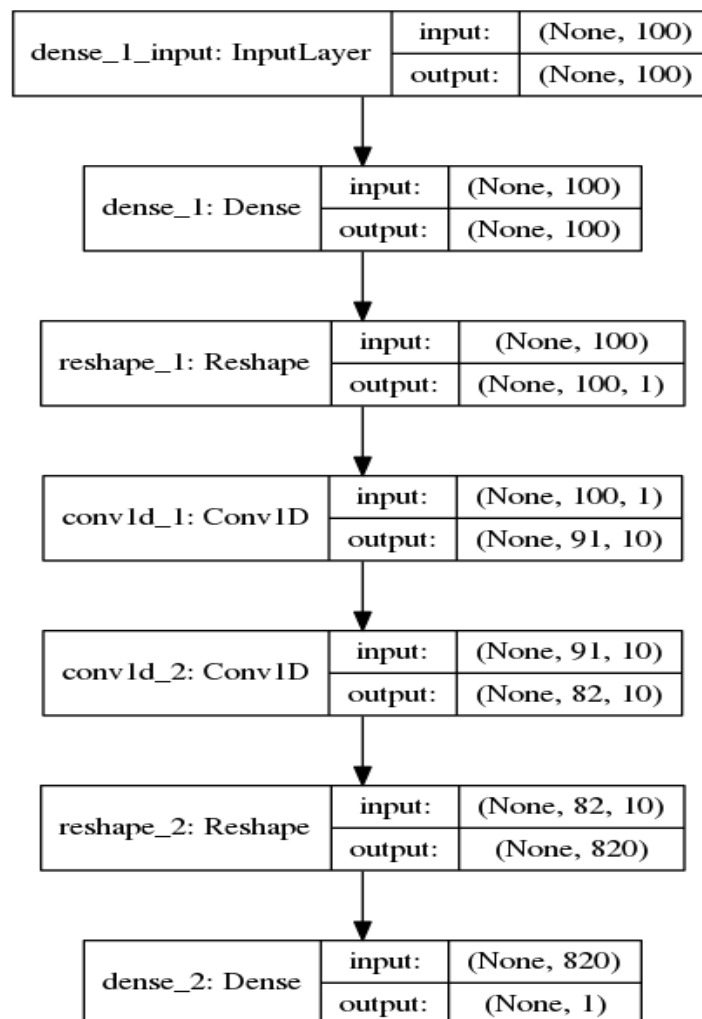 dense_1_input: InputLayer
input: (None, 100)
output: (None, 100)
dense_1: Dense
input: (None, 100)
output: (None, 100)
reshape_1: Reshape
input: (None, 100)
output: (None, 100, 1)
conv1d_1: Conv1D
input: (None, 100, 1)
output: (None, 91, 10)
conv1d_2: Conv1D
input: (None, 91, 10)
output: (None, 82, 10)
reshape_2: Reshape
input: (None, 82, 10)
output: (None, 820)
dense_2: Dense
input: (None, 820)
output: (None, 1)